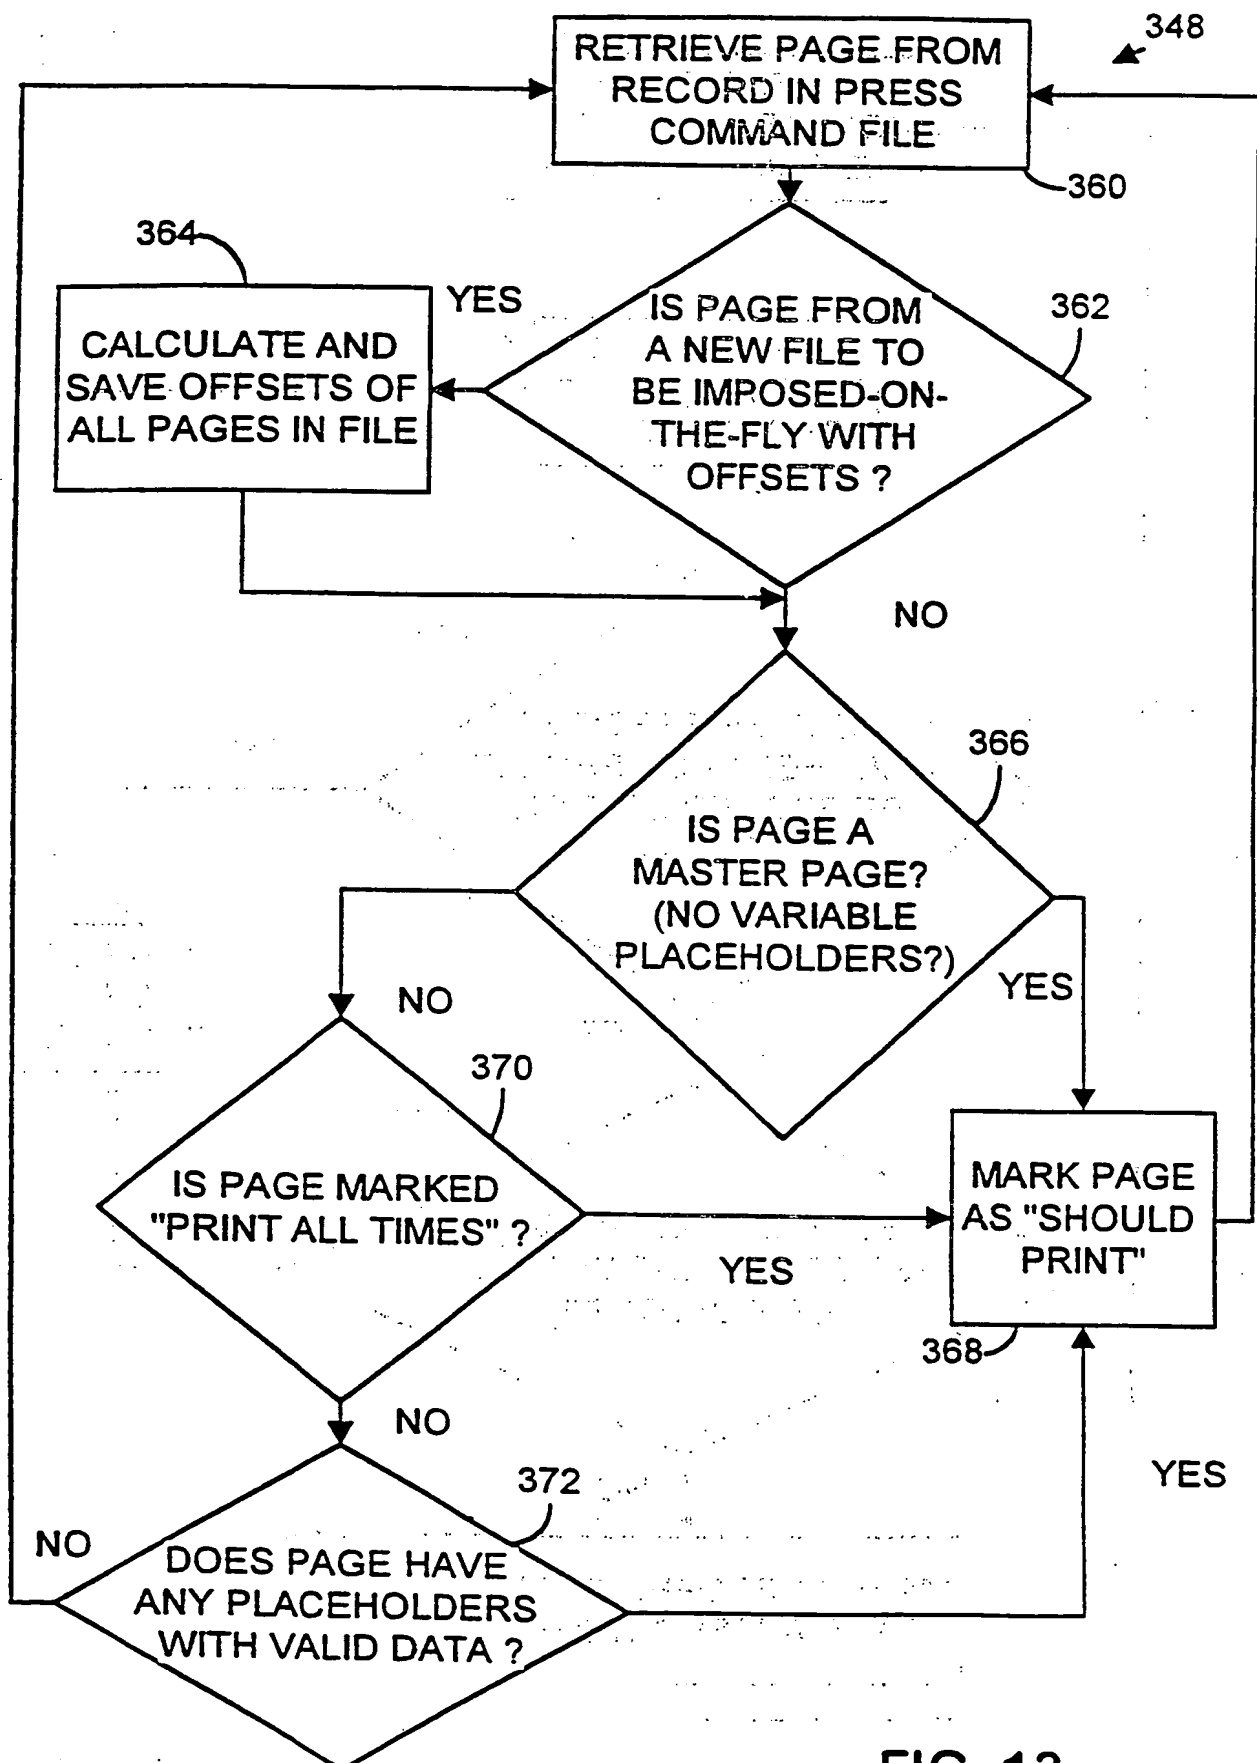 348
RETRIEVE PAGE FROM
RECORD IN PRESS
COMMAND FILE
360
364
YES
CALCULATE AND
SAVE OFFSETS OF
ALL PAGES IN FILE
IS PAGE FROM
A NEW FILE TO
BE IMPOSED-ON-
THE-FLY WITH
OFFSETS ?
362
NO
366
IS PAGE A
MASTER PAGE?
(NO VARIABLE
PLACEHOLDERS?)
YES
NO
370
IS PAGE MARKED
"PRINT ALL TIMES" ?
YES
MARK PAGE
AS "SHOULD
PRINT"
368
NO
372
YES
NO
DOES PAGE HAVE
ANY PLACEHOLDERS
WITH VALID DATA ?